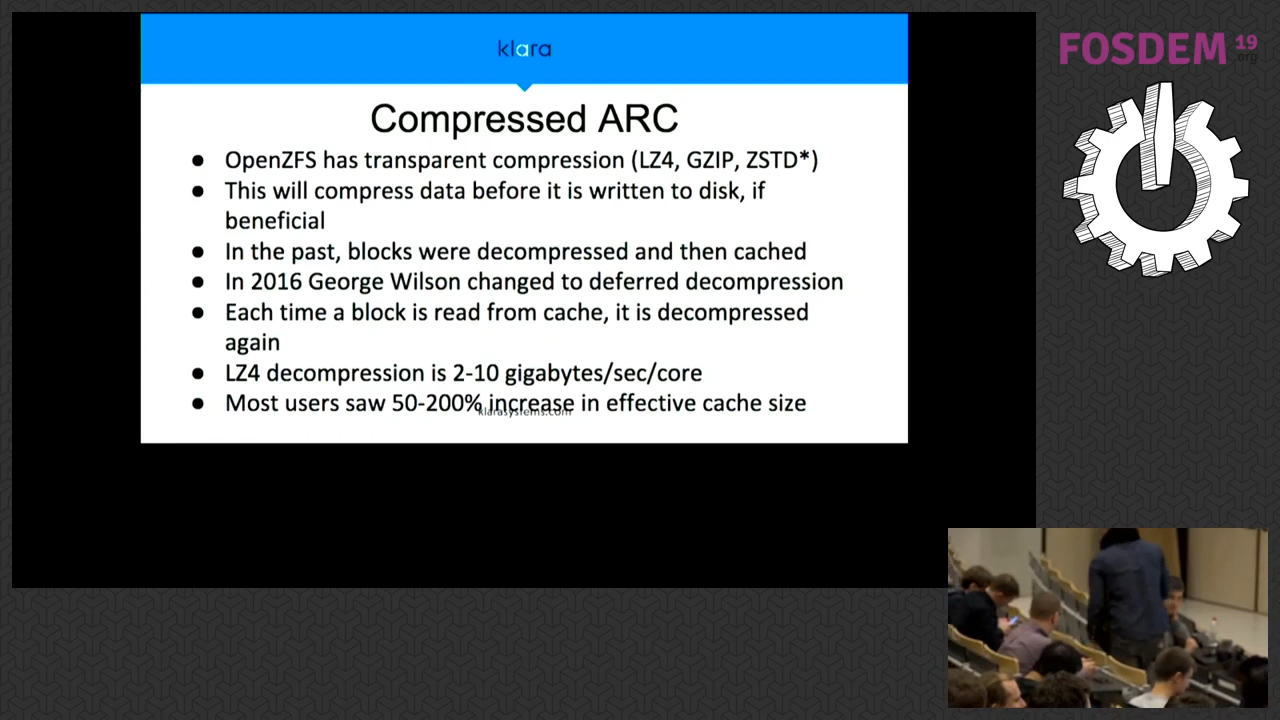 klara
FOSDEM 19
.org
Compressed ARC
● OpenZFS has transparent compression (LZ4, GZIP, ZSTD*)
● This will compress data before it is written to disk, if
beneficial
● In the past, blocks were decompressed and then cached
● In 2016 George Wilson changed to deferred decompression
● Each time a block is read from cache, it is decompressed
again
● LZ4 decompression is 2-10 gigabytes/sec/core
● Most users saw 50-200% increase in effective cache size
klarasystems.com